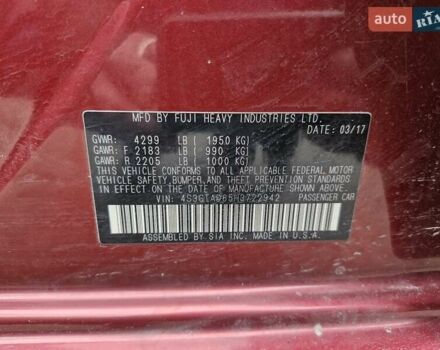 auto
RIA
MFD BY FUJI HEAVY INDUSTRIES LTD.
DATE: 03/17
GVWR: 4299 LB ( 1950 KG)
GAWR: F 2183 LB ( 990 KG)
GAWR: R 2205 LB ( 1000 KG)
THIS VEHICLE CONFORMS TO ALL APPLICABLE FEDERAL MOTOR
VEHICLE SAFETY, BUMPER, AND THEFT PREVENTION STANDARDS
IN EFFECT ON THE DATE OF MANUFACTURE SHOWN ABOVE.
VIN: 4S3GTAD65H3722942 PASSENGER CAR
ASSEMBLED BY SIA INC. MADE IN U.S.A.